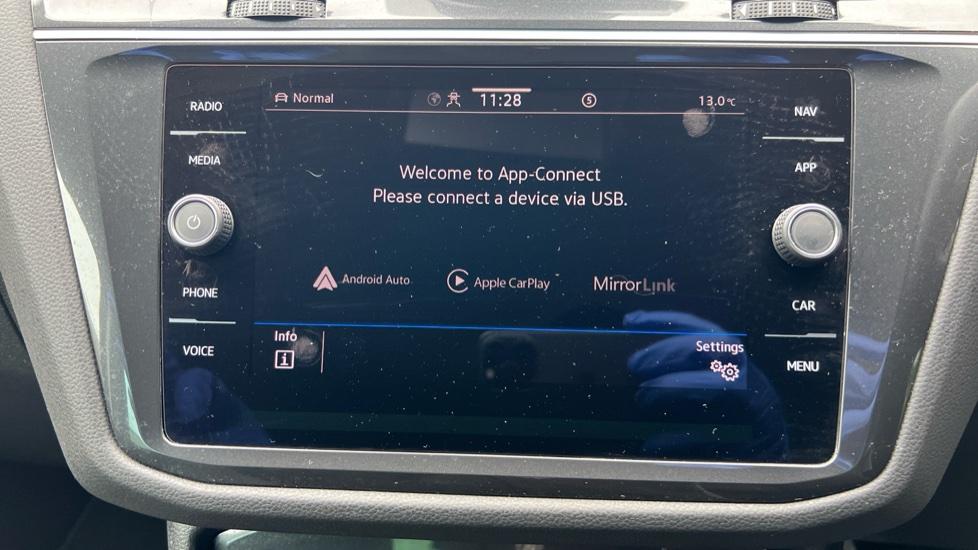 RADIO
MEDIA
PHONE
VOICE
Normal
11:28
5
13.0°C
Welcome to App-Connect
Please connect a device via USB.
Android Auto
Apple CarPlay
MirrorLink
Info
i
Settings
NAV
APP
CAR
MENU